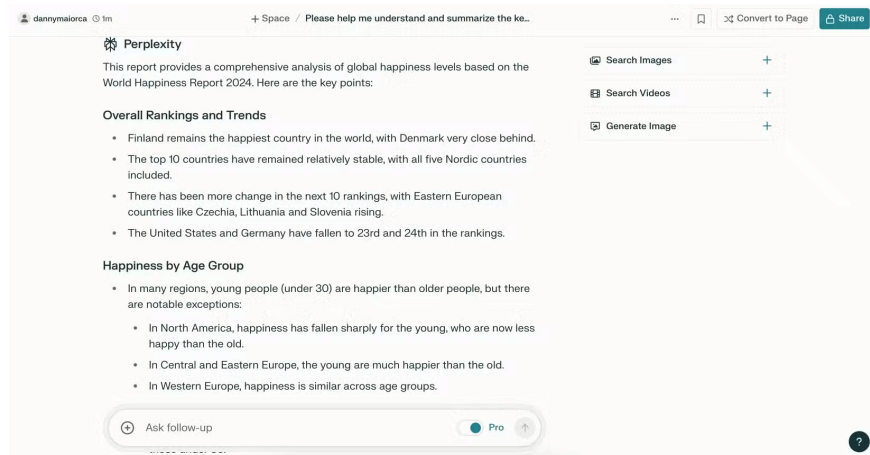 dannymaiorca 1m
+ Space / Please help me understand and summarize the ke...
... Convert to Page Share
Perplexity
This report provides a comprehensive analysis of global happiness levels based on the
World Happiness Report 2024. Here are the key points:
Overall Rankings and Trends
• Finland remains the happiest country in the world, with Denmark very close behind.
• The top 10 countries have remained relatively stable, with all five Nordic countries
included.
• There has been more change in the next 10 rankings, with Eastern European
countries like Czechia, Lithuania and Slovenia rising.
• The United States and Germany have fallen to 23rd and 24th in the rankings.
Happiness by Age Group
• In many regions, young people (under 30) are happier than older people, but there
are notable exceptions:
• In North America, happiness has fallen sharply for the young, who are now less
happy than the old.
• In Central and Eastern Europe, the young are much happier than the old.
• In Western Europe, happiness is similar across age groups.
Ask follow-up
Pro
Search Images +
Search Videos +
Generate Image +
?